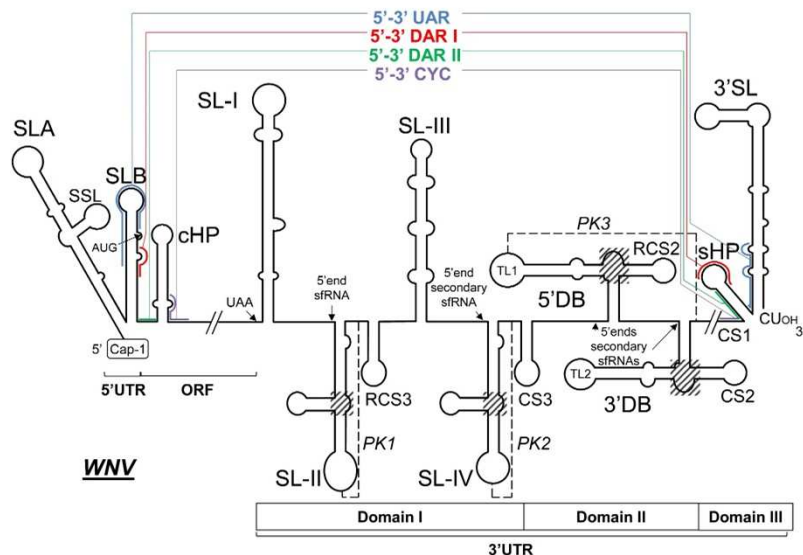 5'-3' UAR
5'-3' DAR I
5'-3' DAR II
5'-3' CYC
SLA
SSL
SLB
AUG
cHP
SL-I
SL-III
3'SL
PK3
sHP
RCS2
TL1
5'DB
UAA
5'end
sfRNA
5'end
secondary
sfRNA
5'ends
secondary
sfRNAs
CS1
CUOH
3'
5' Cap-1
5'UTR
ORF
RCS3
CS3
TL2
CS2
3'DB
PK1
PK2
SL-II
SL-IV
WNV
Domain I
Domain II
Domain III
3'UTR